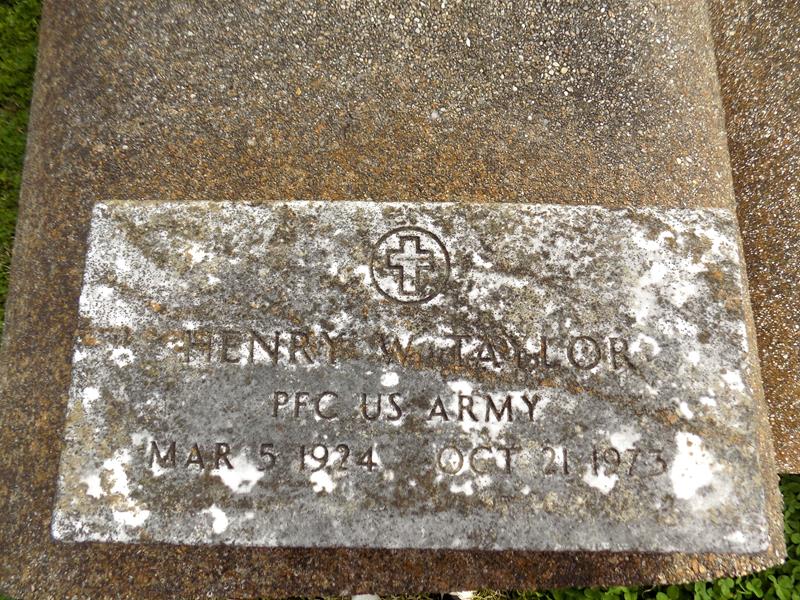 HENRY W. TAYLOR
PFC US ARMY
MAR 5 1924 OCT 21 1973